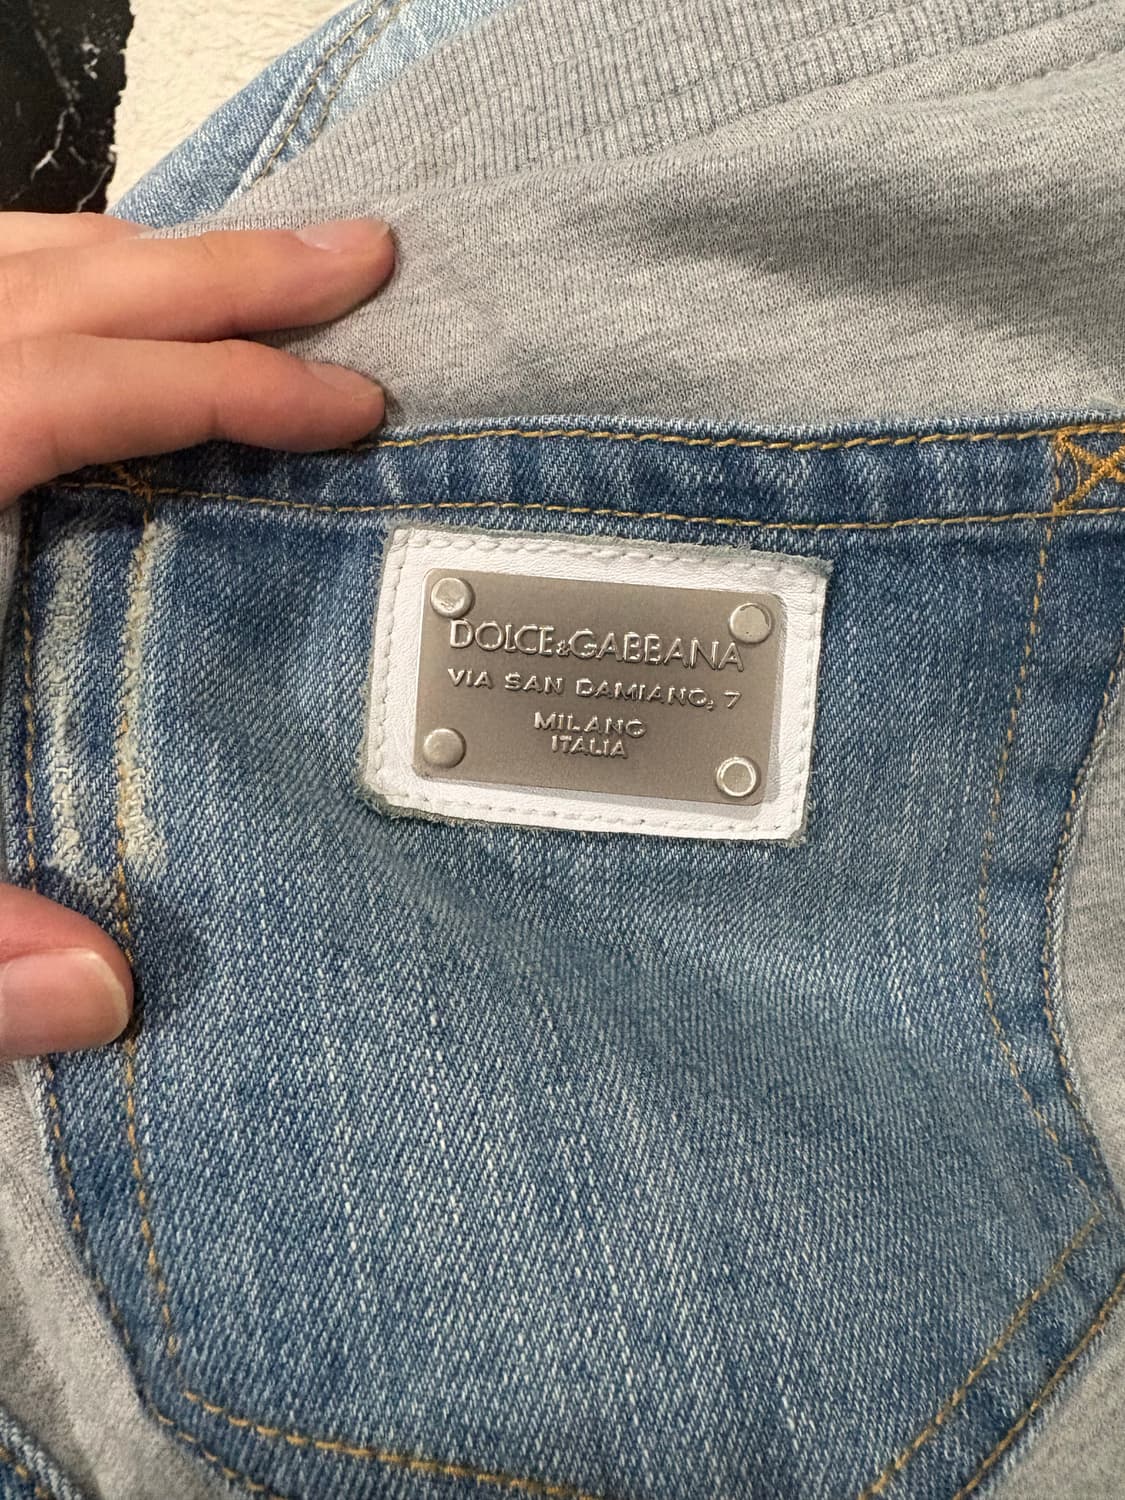 DOLCE&GABBANA
VIA SAN DAMIANO, 7
MILANO
ITALIA